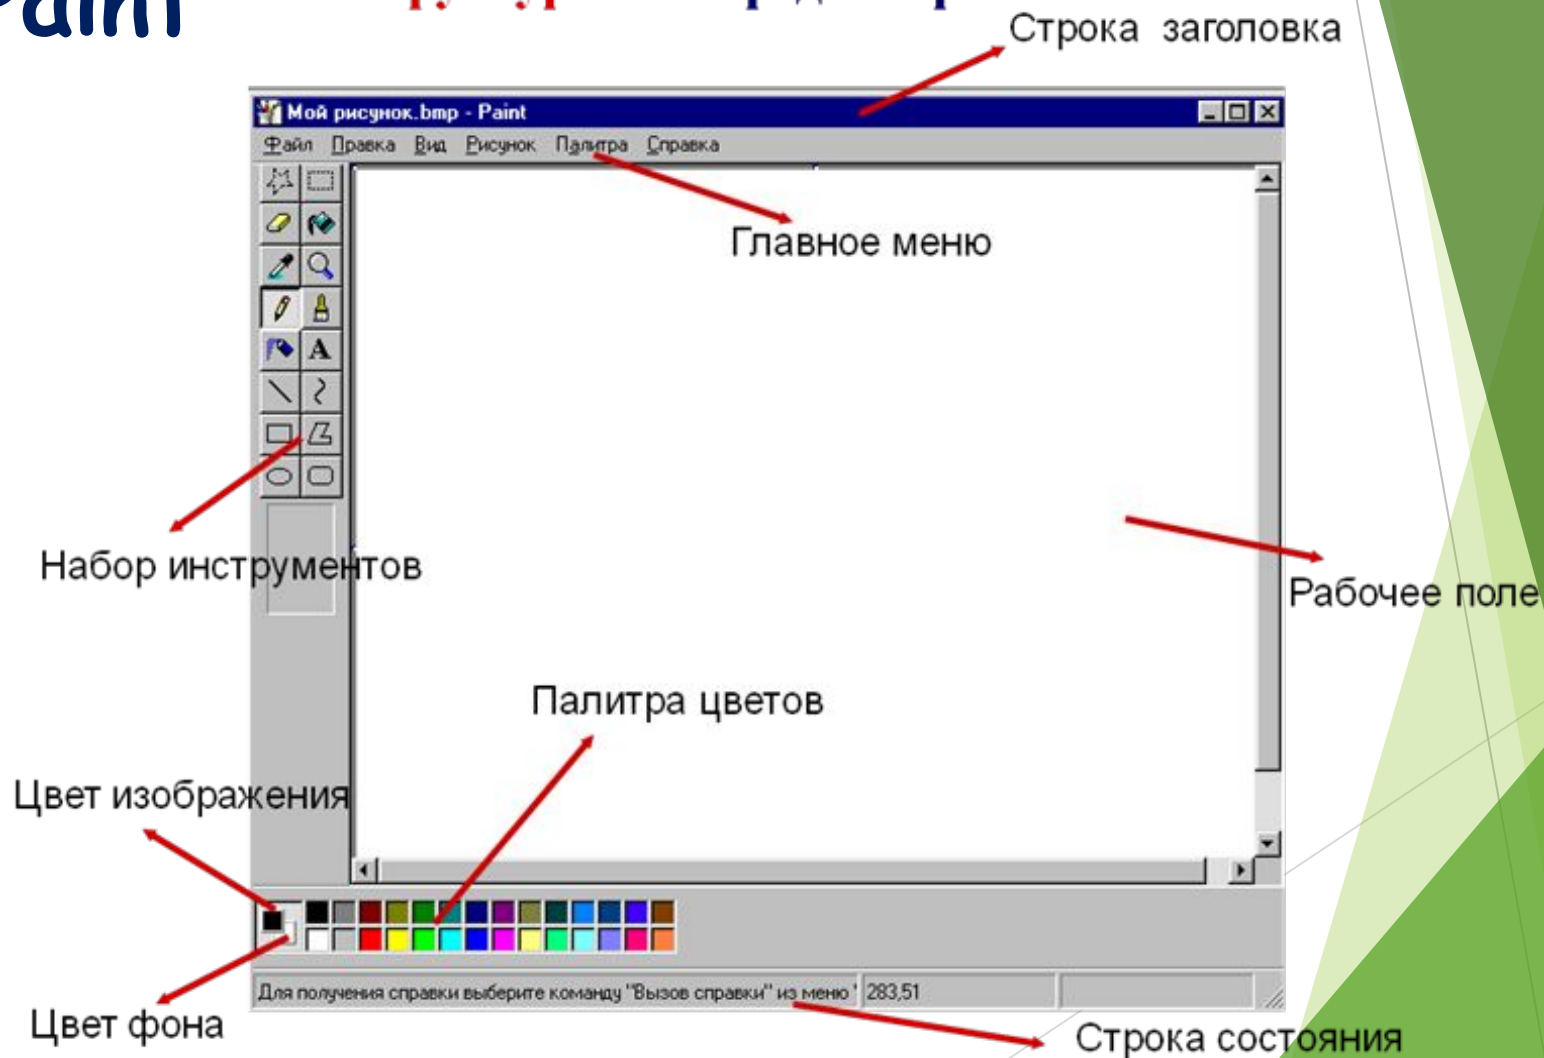 Paint
Строка заголовка
Мой рисунок.bmp - Paint
Файл Правка Вид Рисунок Палитра Справка
Главное меню
A
Набор инструментов
Рабочее поле
Палитра цветов
Цвет изображения
Для получения справки выберите команду "Вызов справки" из меню " 283,51
Цвет фона
Строка состояния